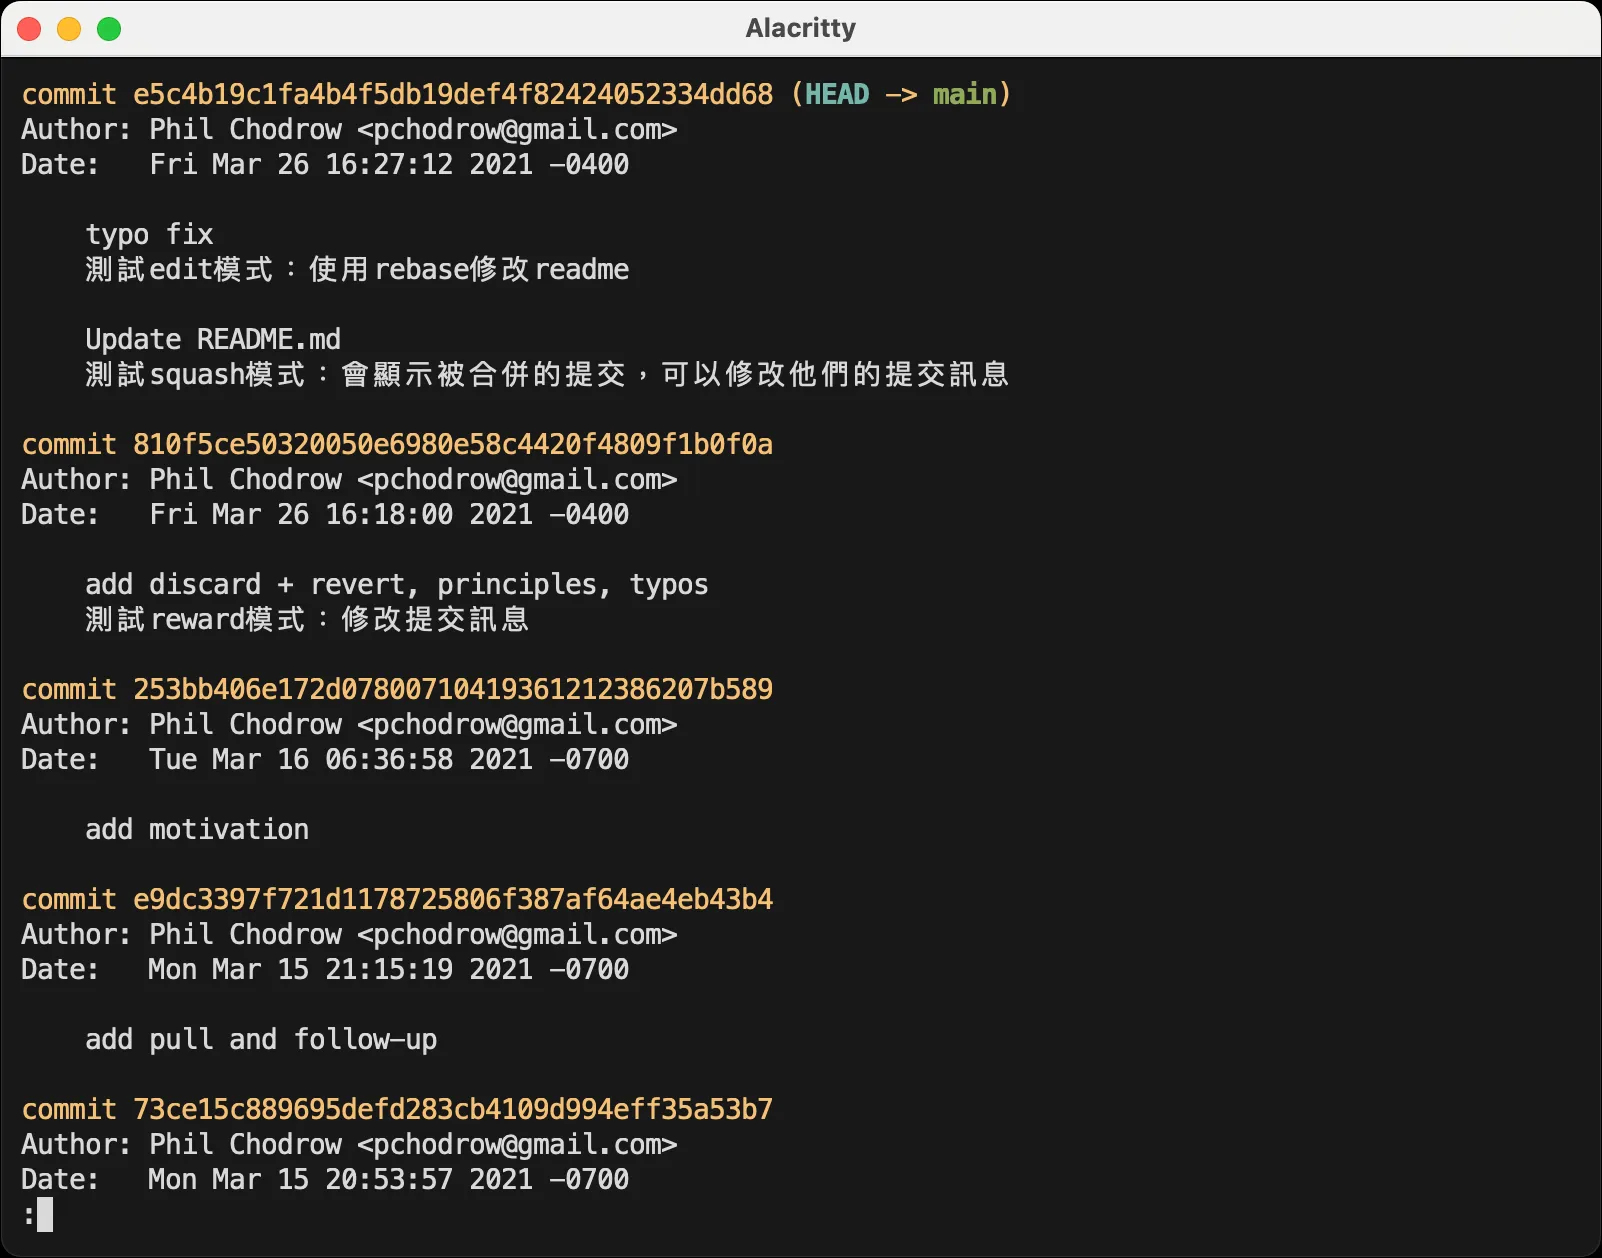 Alacritty
commit e5c4b19c1fa4b4f5db19def4f82424052334dd68 (HEAD -> main)
Author: Phil Chodrow <pchodrow@gmail.com>
Date:   Fri Mar 26 16:27:12 2021 -0400
typo fix
測試edit模式：使用rebase修改readme
Update README.md
測試squash模式：會顯示被合併的提交，可以修改他們的提交訊息
commit 810f5ce50320050e6980e58c4420f4809f1b0f0a
Author: Phil Chodrow <pchodrow@gmail.com>
Date:   Fri Mar 26 16:18:00 2021 -0400
add discard + revert, principles, typos
測試reward模式：修改提交訊息
commit 253bb406e172d07800710419361212386207b589
Author: Phil Chodrow <pchodrow@gmail.com>
Date:   Tue Mar 16 06:36:58 2021 -0700
add motivation
commit e9dc3397f721d1178725806f387af64ae4eb43b4
Author: Phil Chodrow <pchodrow@gmail.com>
Date:   Mon Mar 15 21:15:19 2021 -0700
add pull and follow-up
commit 73ce15c889695defd283cb4109d994eff35a53b7
Author: Phil Chodrow <pchodrow@gmail.com>
Date:   Mon Mar 15 20:53:57 2021 -0700
: